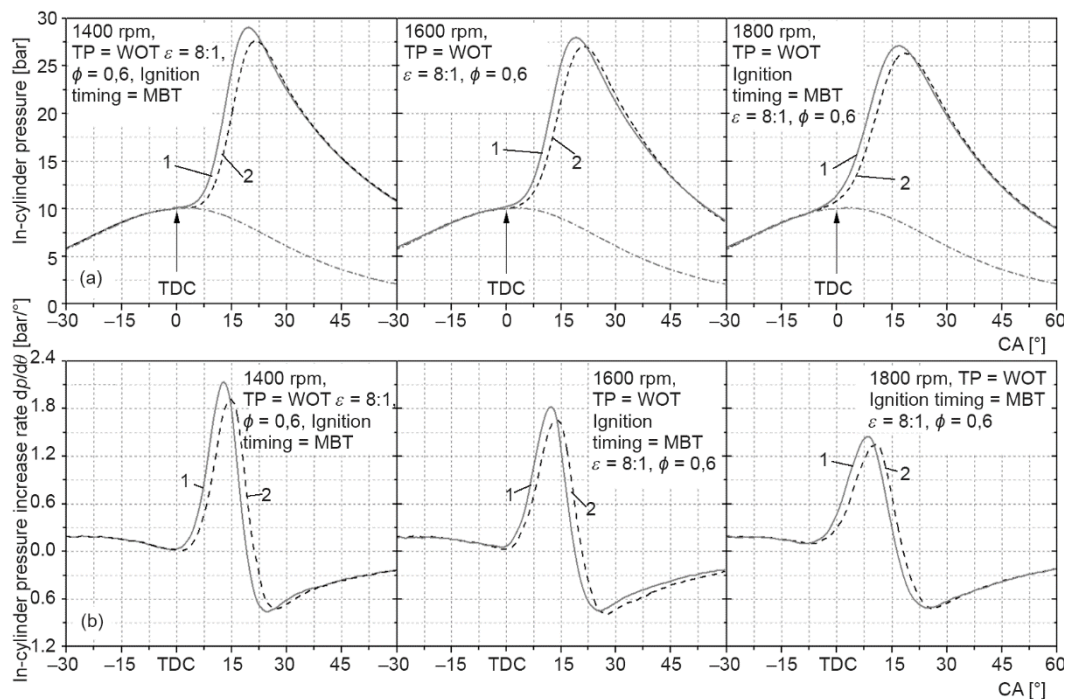 In-cylinder pressure [bar]
30
25
20
15
10
5
0
1400 rpm,
TP = WOT ε = 8:1,
ϕ = 0,6, Ignition
timing = MBT
1
2
(a)
TDC
1600 rpm,
TP = WOT
ε = 8:1, ϕ = 0,6
1
2
TDC
1800 rpm,
TP = WOT
Ignition
timing = MBT
ε = 8:1, ϕ = 0,6
1
2
TDC
–30 –15 0 15 30 45 –30 –15 0 15 30 45 –30 –15 0 15 30 45 60
CA [°]
In-cylinder pressure increase rate dp/dθ [bar/°]
2.4
1.8
1.2
0.6
0.0
0.6
1.2
1400 rpm,
TP = WOT ε = 8:1,
ϕ = 0,6, Ignition
timing = MBT
1
2
(b)
1600 rpm,
TP = WOT
Ignition
timing = MBT
ε = 8:1, ϕ = 0,6
1
2
1800 rpm, TP = WOT
Ignition timing = MBT
ε = 8:1, ϕ = 0,6
1
2
–30 –15 TDC 15 30 45 –30 –15 TDC 15 30 45 –30 –15 TDC 15 30 45 60
CA [°]